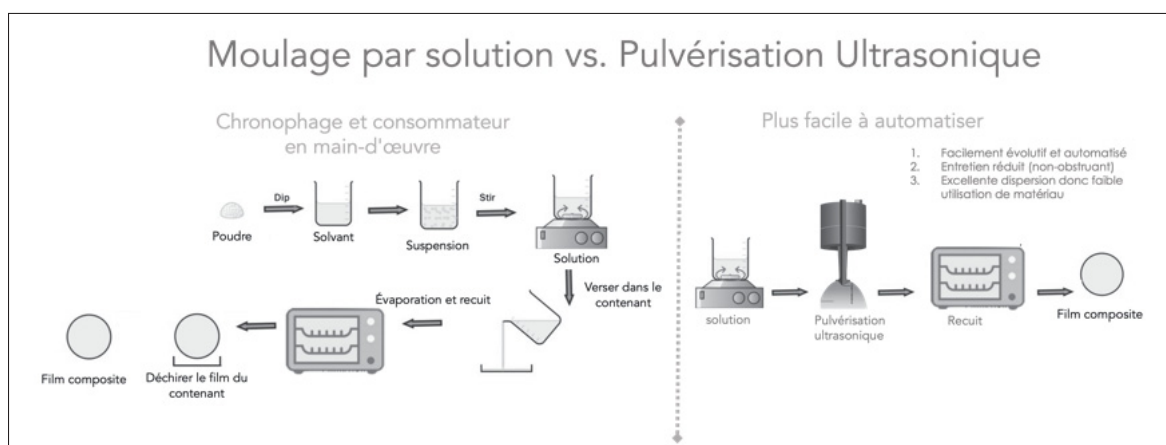 Moulage par solution vs. Pulvérisation Ultrasonique
Chronophage et consommateur
en main-d'œuvre
Dip
Stir
Poudre
Solvant
Suspension
Solution
Verser dans le
contenant
Évaporation et recuit
Déchirer le film du
contenant
Film composite
Plus facile à automatiser
1. Facilement évolutif et automatisé
2. Entretien réduit (non-obstruant)
3. Excellente dispersion donc faible
utilisation de matériau
solution
Pulvérisation
ultrasonique
Recuit
Film composite